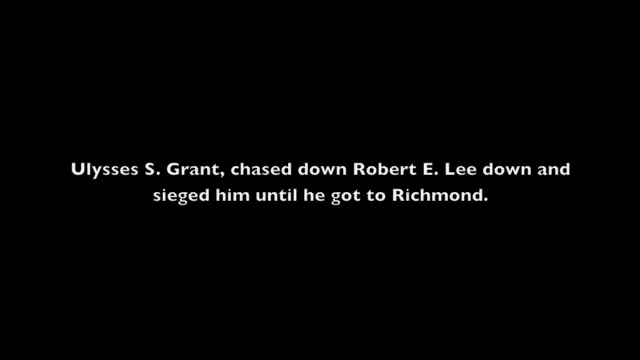 Ulysses S. Grant, chased down Robert E. Lee down and
sieged him until he got to Richmond.